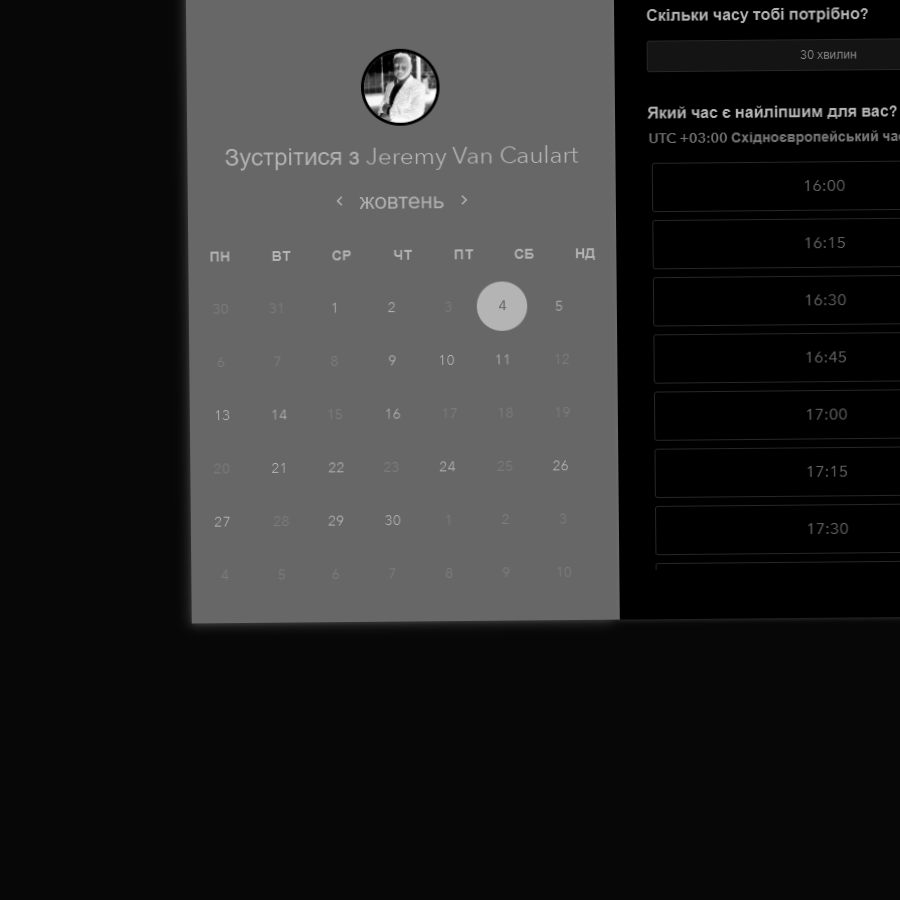 Зустрітися з Jeremy Van Caulart
жовтень
ПН ВТ СР ЧТ ПТ СБ НД
30 31 1 2 3 4 5
6 7 8 9 10 11 12
13 14 15 16 17 18 19
20 21 22 23 24 25 26
27 28 29 30 1 2 3
4 5 6 7 8 9 10
Скільки часу тобі потрібно?
30 хвилин
Який час є найліпшим для вас?
UTC +03:00 Східноєвропейський
16:00
16:15
16:30
16:45
17:00
17:15
17:30